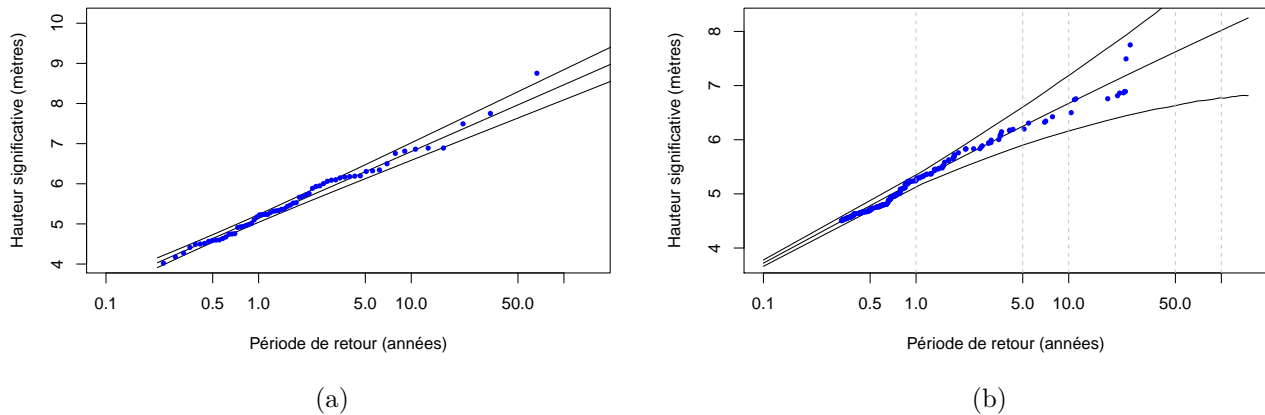 10
9
8
7
6
5
4
Hauteur significative (mètres)
0.1 0.5 1.0 5.0 10.0 50.0
Période de retour (années)
(a)
8
7
6
5
4
Hauteur significative (mètres)
0.1 0.5 1.0 5.0 10.0 50.0
Période de retour (années)
(b)